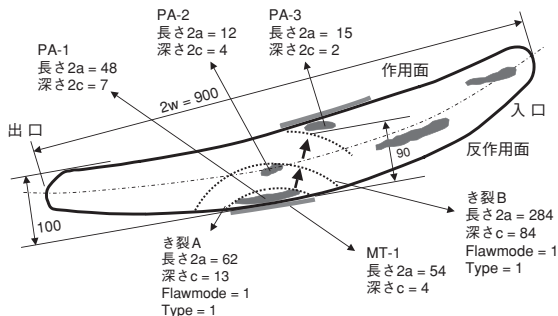 PA-1
長さ2a = 48
深さ2c = 7
PA-2
長さ2a = 12
深さ2c = 4
PA-3
長さ2a = 15
深さ2c = 2
2w = 900
作用面
入 口
出 口
反作用面
90
100
き裂A
長さ2a = 62
深さc = 13
Flawmode = 1
Type = 1
MT-1
長さ2a = 54
深さc = 4
き裂B
長さ2a = 284
深さc = 84
Flawmode = 1
Type = 1